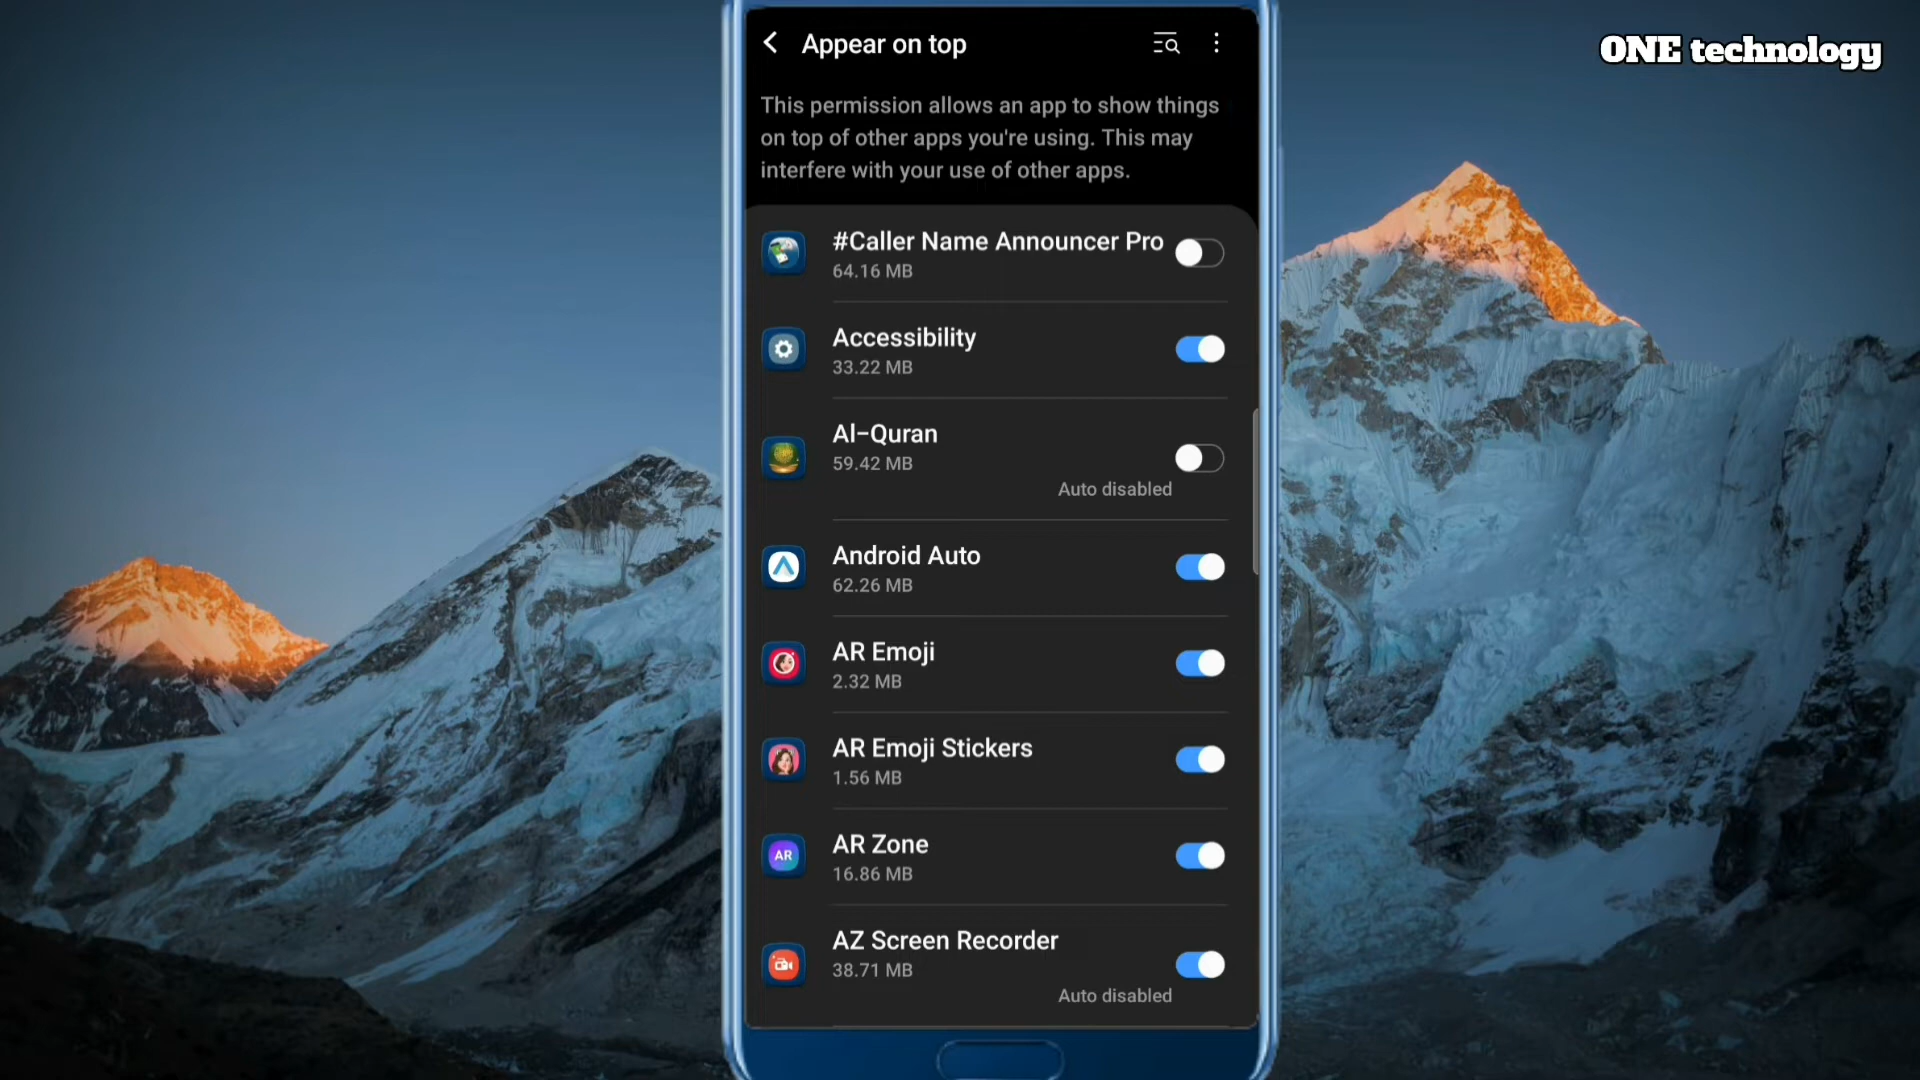 ONE technology
Appear on top
This permission allows an app to show things
on top of other apps you're using. This may
interfere with your use of other apps.
#Caller Name Announcer Pro
64.16 MB
Accessibility
33.22 MB
Al-Quran
59.42 MB
Auto disabled
Android Auto
62.26 MB
AR Emoji
2.32 MB
AR Emoji Stickers
1.56 MB
AR
AR Zone
16.86 MB
AZ Screen Recorder
38.71 MB
Auto disabled